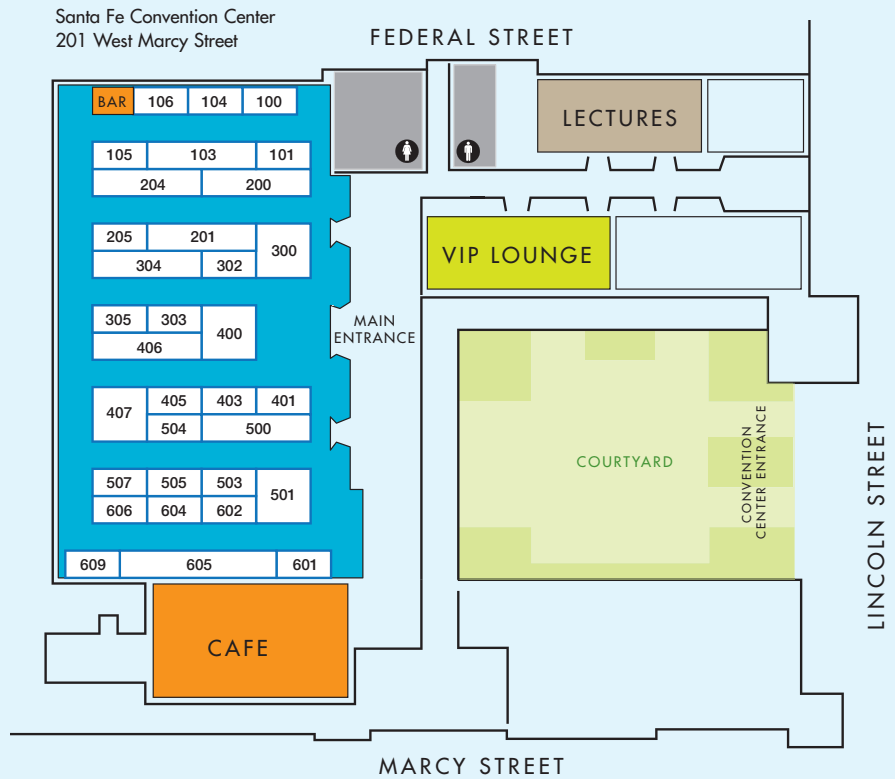 Santa Fe Convention Center
201 West Marcy Street
FEDERAL STREET
BAR 106 104 100
LECTURES
105 103 101
204 200
205 201 300
304 302
VIP LOUNGE
305 303 400
406
MAIN
ENTRANCE
407 405 403 401
504 500
COURTYARD
CONVENTION
CENTER ENTRANCE
LINCOLN STREET
507 505 503 501
606 604 602
609 605 601
CAFE
MARCY STREET